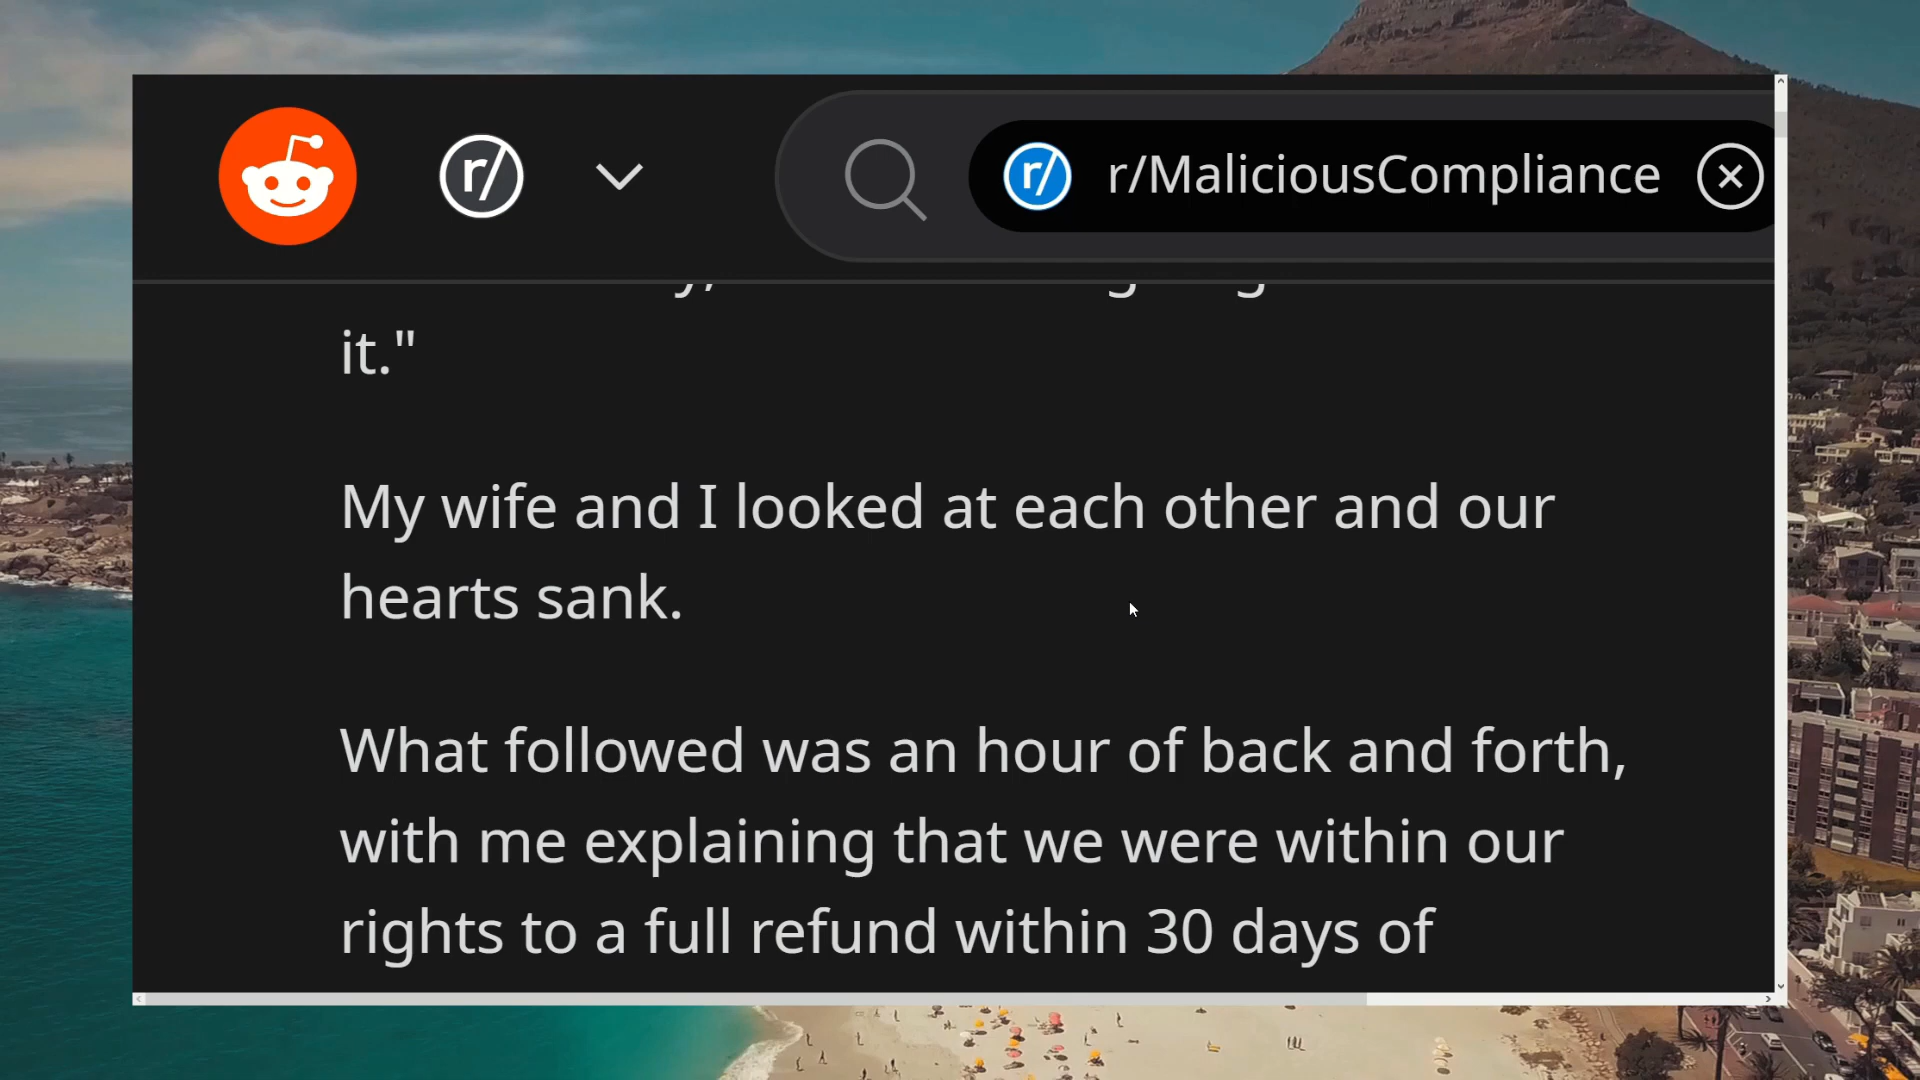 r/
r/
r/MaliciousCompliance
it."
My wife and I looked at each other and our
hearts sank.
What followed was an hour of back and forth,
with me explaining that we were within our
rights to a full refund within 30 days of